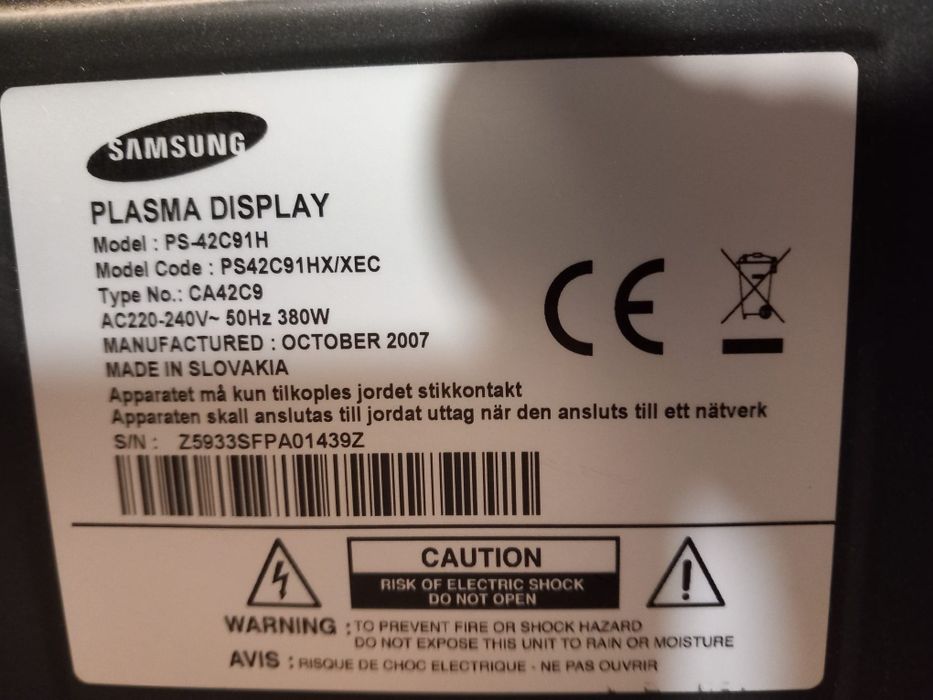 SAMSUNG
PLASMA DISPLAY
Model : PS-42C91H
Model Code : PS42C91HX/XEC
Type No.: CA42C9
AC220-240V~ 50Hz 380W
MANUFACTURED : OCTOBER 2007
MADE IN SLOVAKIA
Apparatet må kun tilkoples jordet stikkontakt
Apparaten skall anslutas till jordat uttag när den ansluts till ett nätverk
S/N : Z5933SFPA01439Z
CE
CAUTION
RISK OF ELECTRIC SHOCK
DO NOT OPEN
WARNING : TO PREVENT FIRE OR SHOCK HAZARD
DO NOT EXPOSE THIS UNIT TO RAIN OR MOISTURE
AVIS : RISQUE DE CHOC ELECTRIQUE - NE PAS OUVRIR